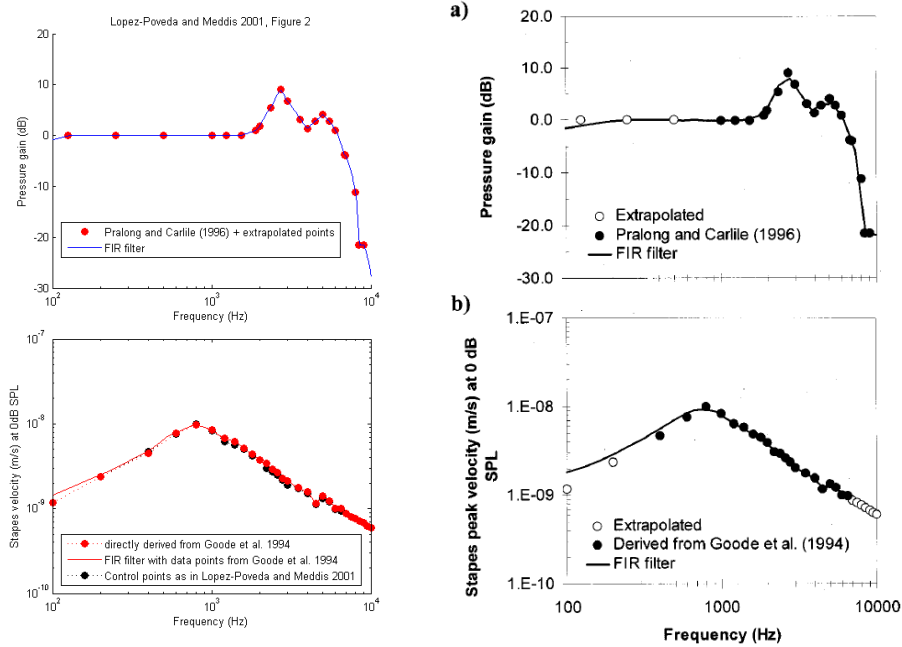 Lopez-Poveda and Meddis 2001, Figure 2
20
10
0
-10
-20
-30
Pressure gain (dB)
Pralong and Carlile (1996) + extrapolated points
FIR filter
10^2
10^3
10^4
Frequency (Hz)
10^-7
10^-8
10^-9
10^-10
Stapes velocity (m/s) at 0dB SPL
directly derived from Goode et al. 1994
FIR filter with data points from Goode et al. 1994
Control points as in Lopez-Poveda and Meddis 2001
10^2
10^3
10^4
Frequency (Hz)
a)
20.0
10.0
0.0
-10.0
-20.0
-30.0
Pressure gain (dB)
Extrapolated
Pralong and Carlile (1996)
FIR filter
b)
1.E-07
1.E-08
1.E-09
1.E-10
Stapes peak velocity (m/s) at 0 dB
SPL
Extrapolated
Derived from Goode et al. (1994)
FIR filter
100
1000
10000
Frequency (Hz)